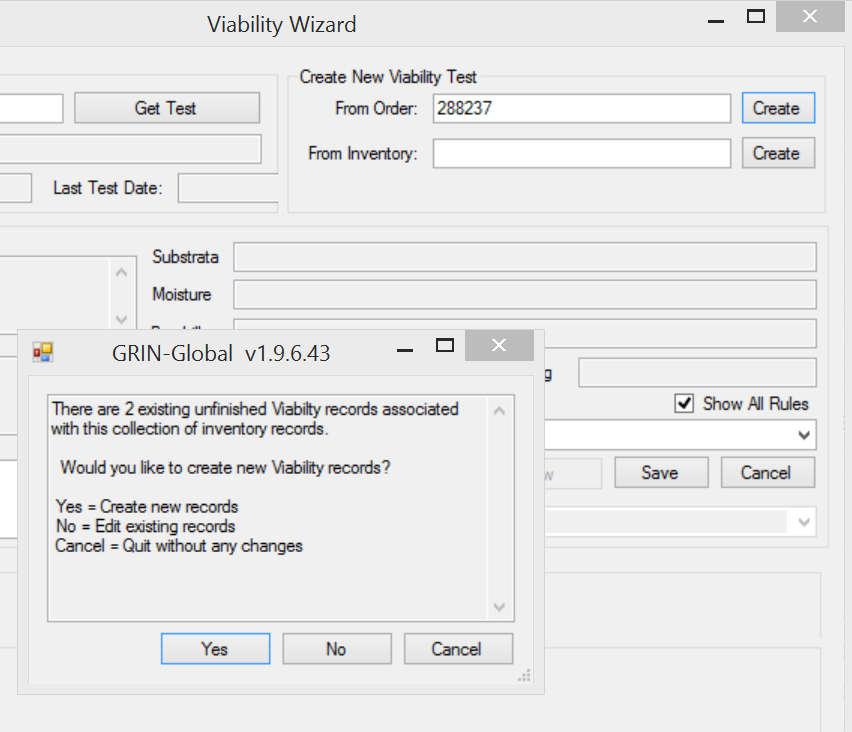 Viability Wizard
Create New Viability Test
Get Test
From Order: 288237 Create
From Inventory: Create
Last Test Date:
Substrata
Moisture
Show All Rules
Save Cancel
GRIN-Global v1.9.6.43
There are 2 existing unfinished Viabilty records associated
with this collection of inventory records.
Would you like to create new Viability records?
Yes = Create new records
No = Edit existing records
Cancel = Quit without any changes
Yes No Cancel